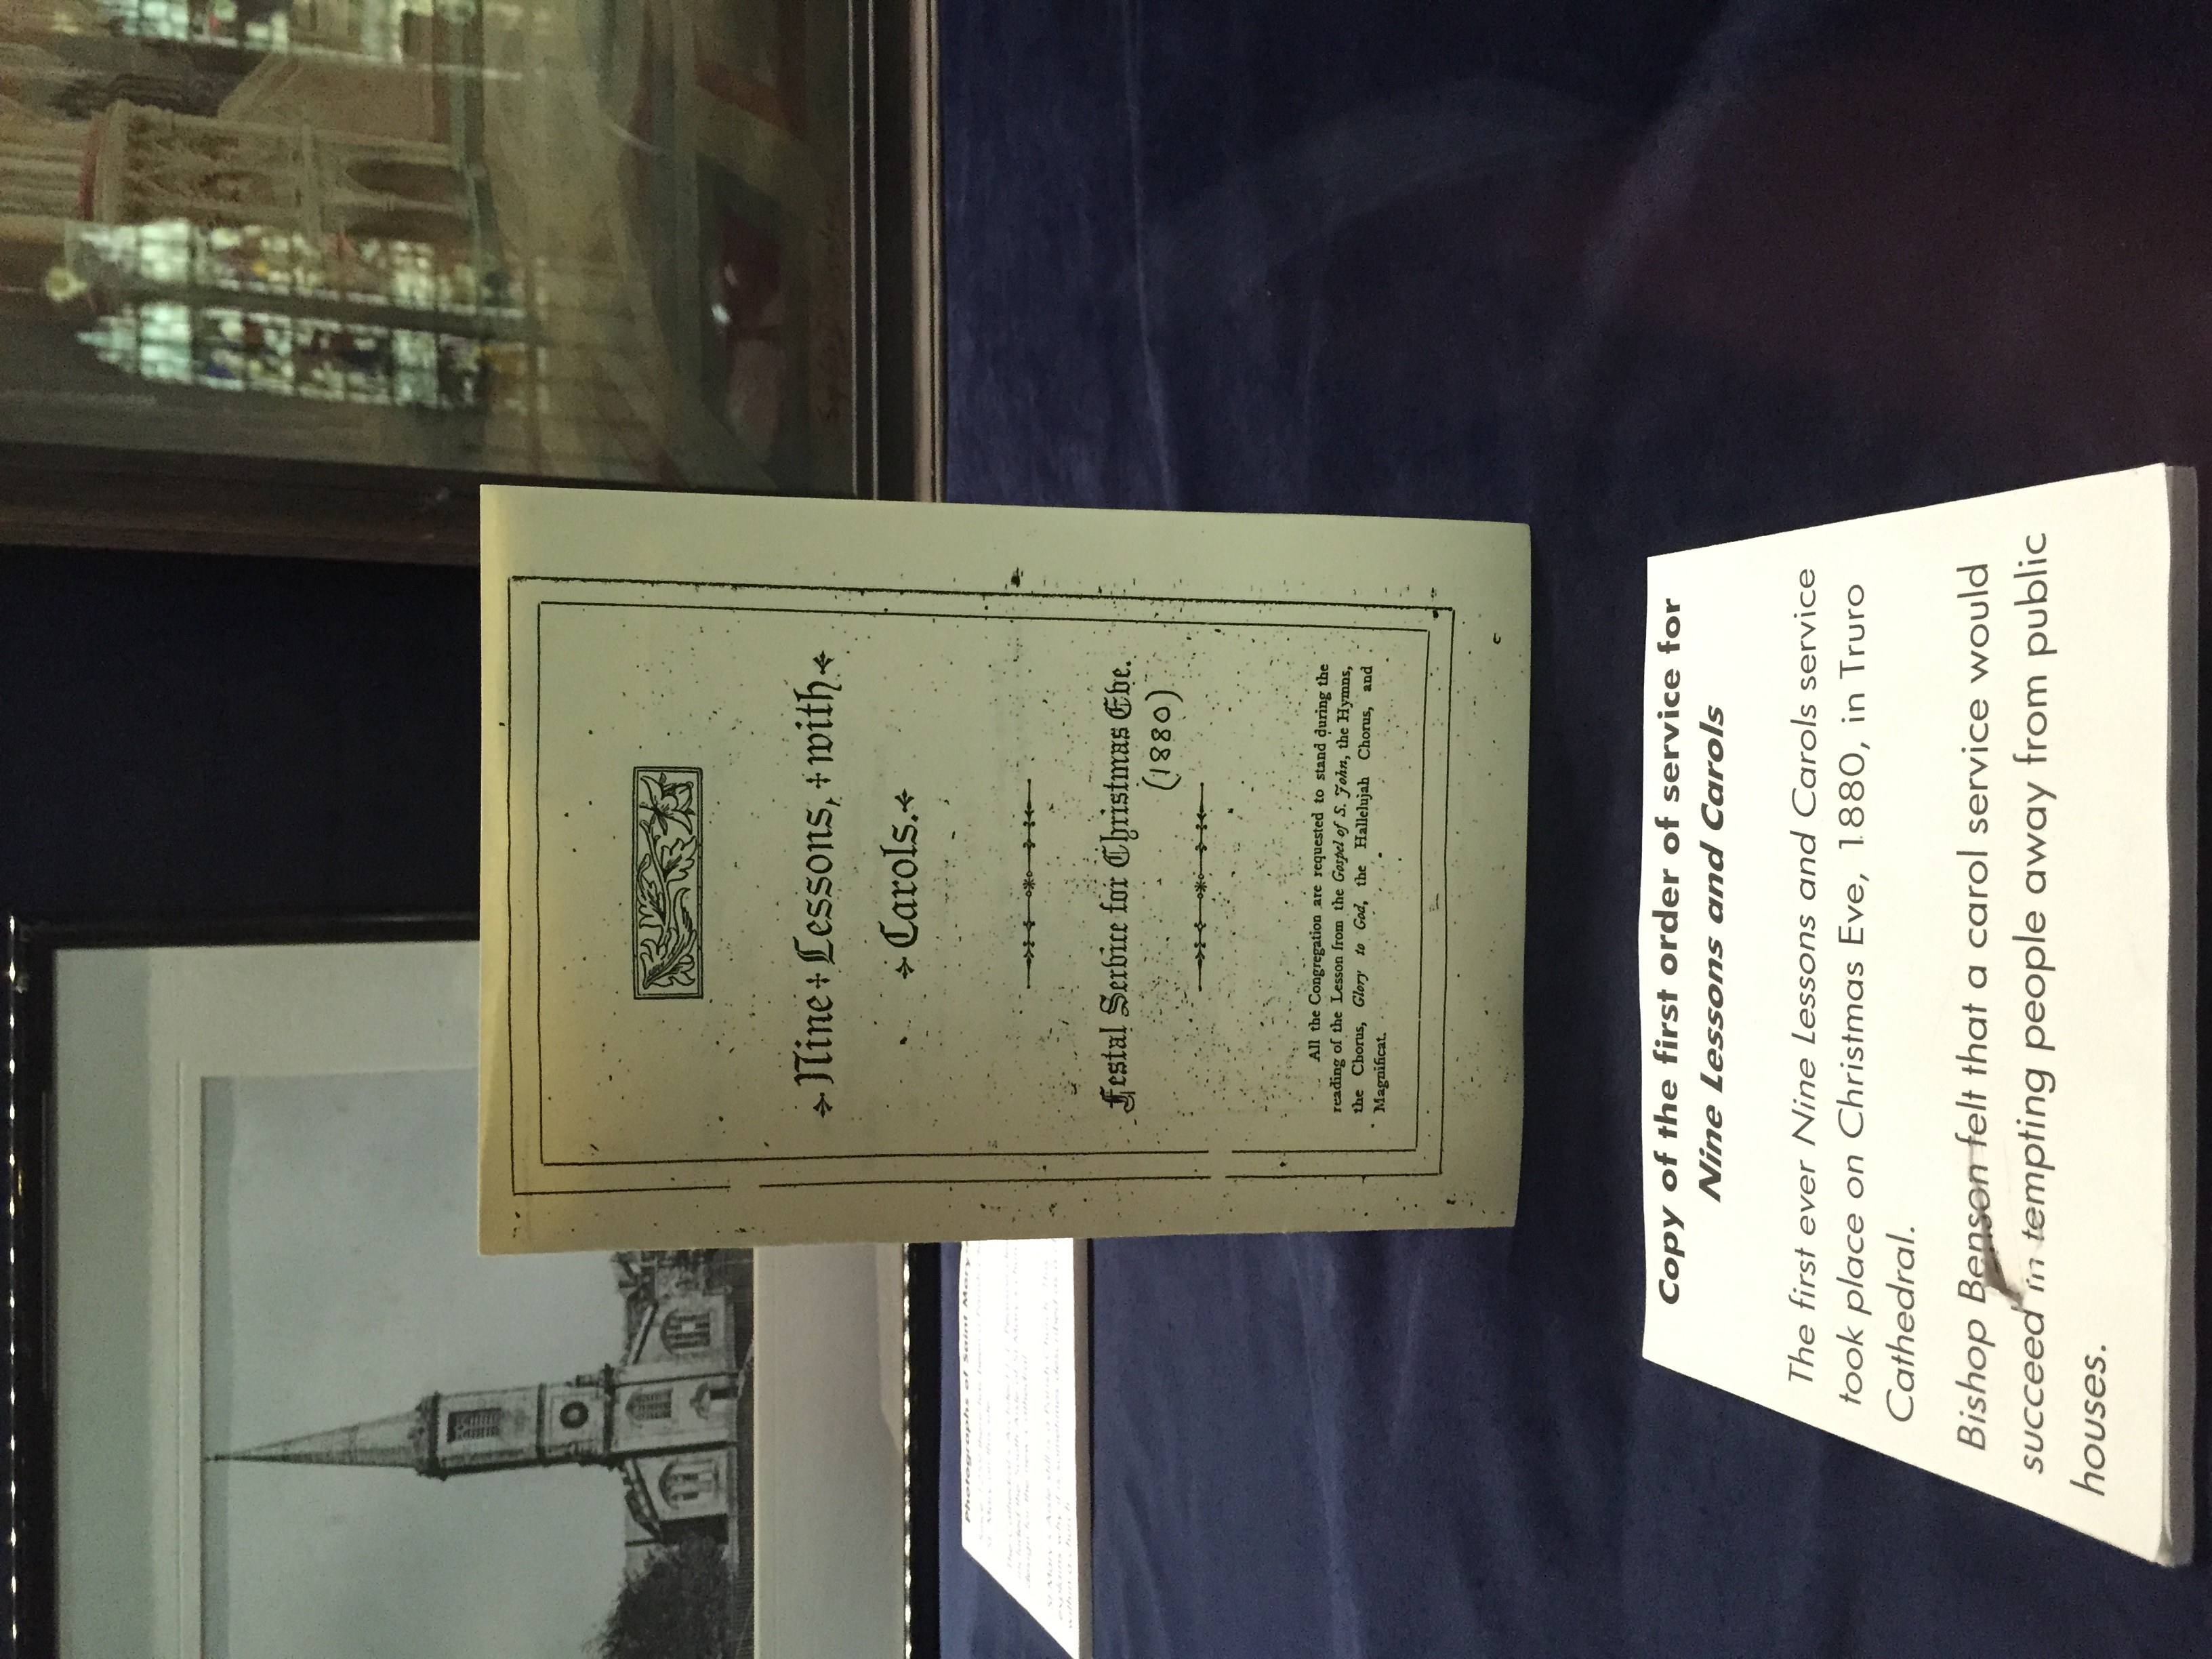 Nine Lessons, with
Carols.
Festal Service for Christmas Eve.
(1880)
All the Congregation are requested to stand during the
reading of the Lesson from the Gospel of S. John, the Hymns,
the Chorus, Glory to God, the Hallelujah Chorus, and
Magnificat.
Copy of the first order of service for
Nine Lessons and Carols
The first ever Nine Lessons and Carols service
took place on Christmas Eve, 1880, in Truro
Cathedral.
Bishop Benson felt that a carol service would
succeed in tempting people away from public
houses.
Photographs of Saint Mary